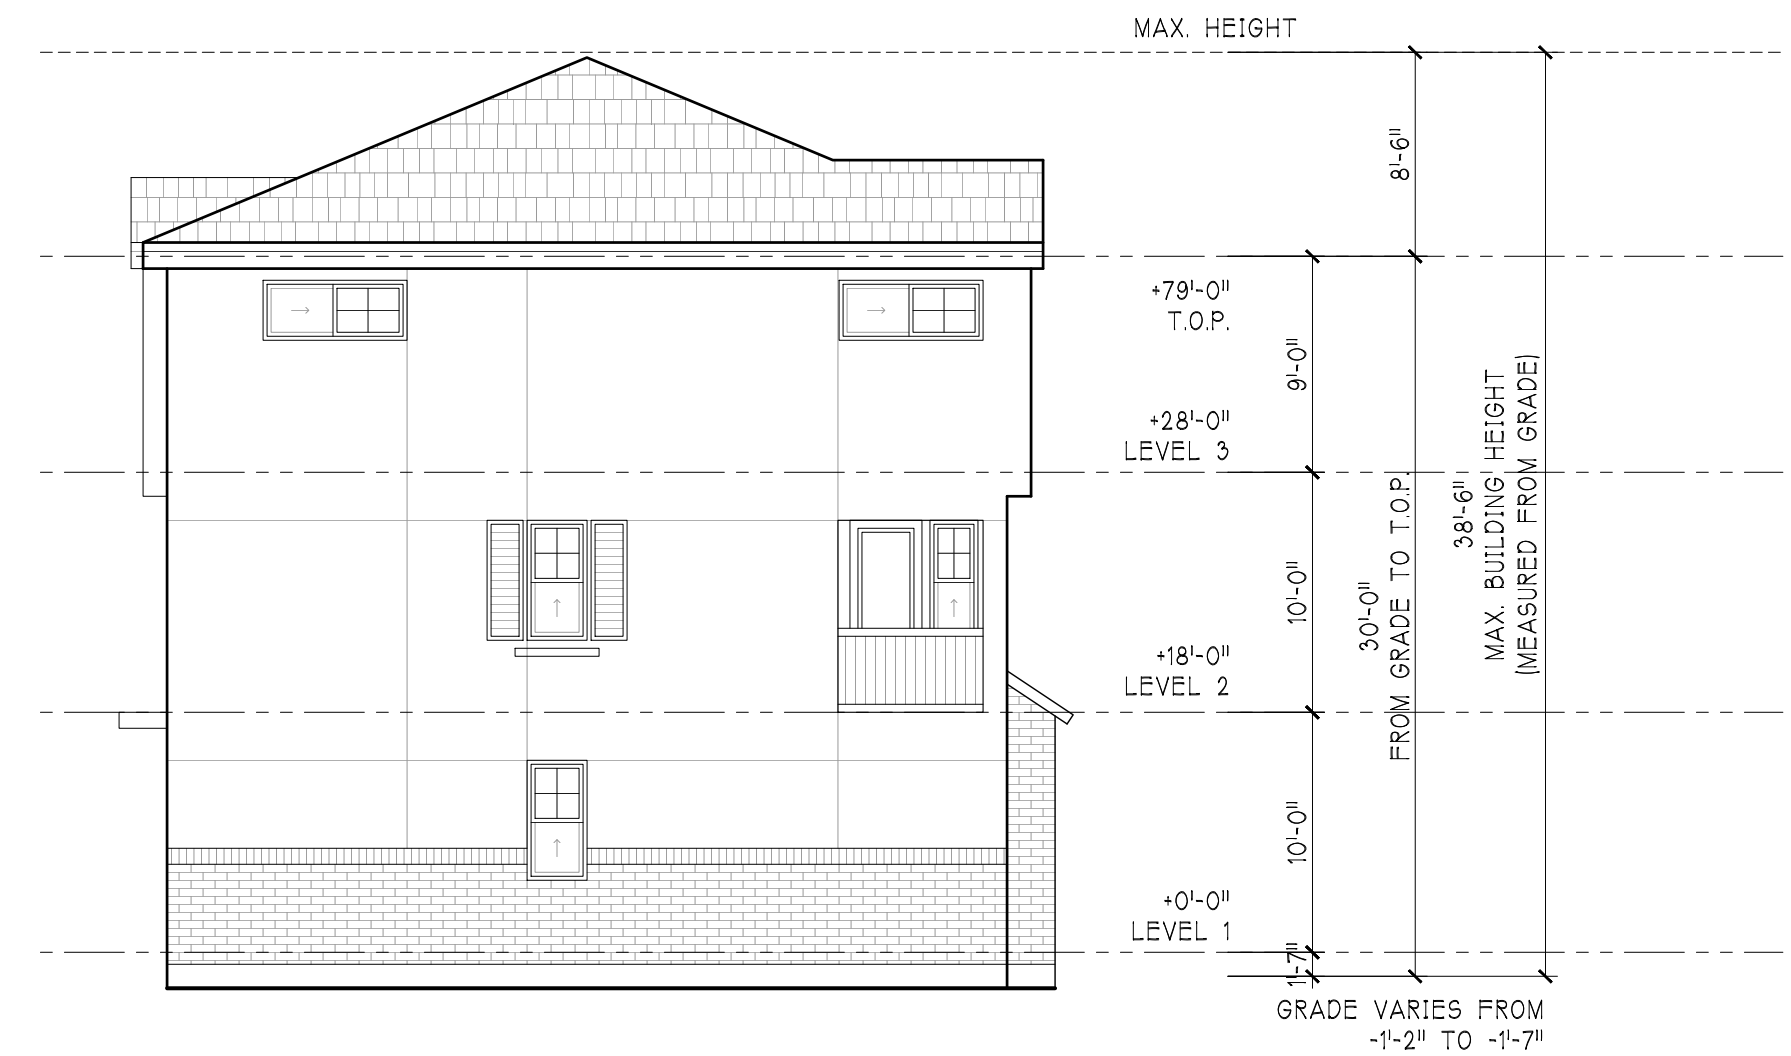 MAX. HEIGHT
8'-6"
+79'-0"
T.O.P.
9'-0"
+28'-0"
LEVEL 3
10'-0"
30'-0"
FROM GRADE TO T.O.P.
38'-6"
MAX. BUILDING HEIGHT
(MEASURED FROM GRADE)
+18'-0"
LEVEL 2
10'-0"
+0'-0"
LEVEL 1
1'-7"
GRADE VARIES FROM
-1'-2" TO -1'-7"